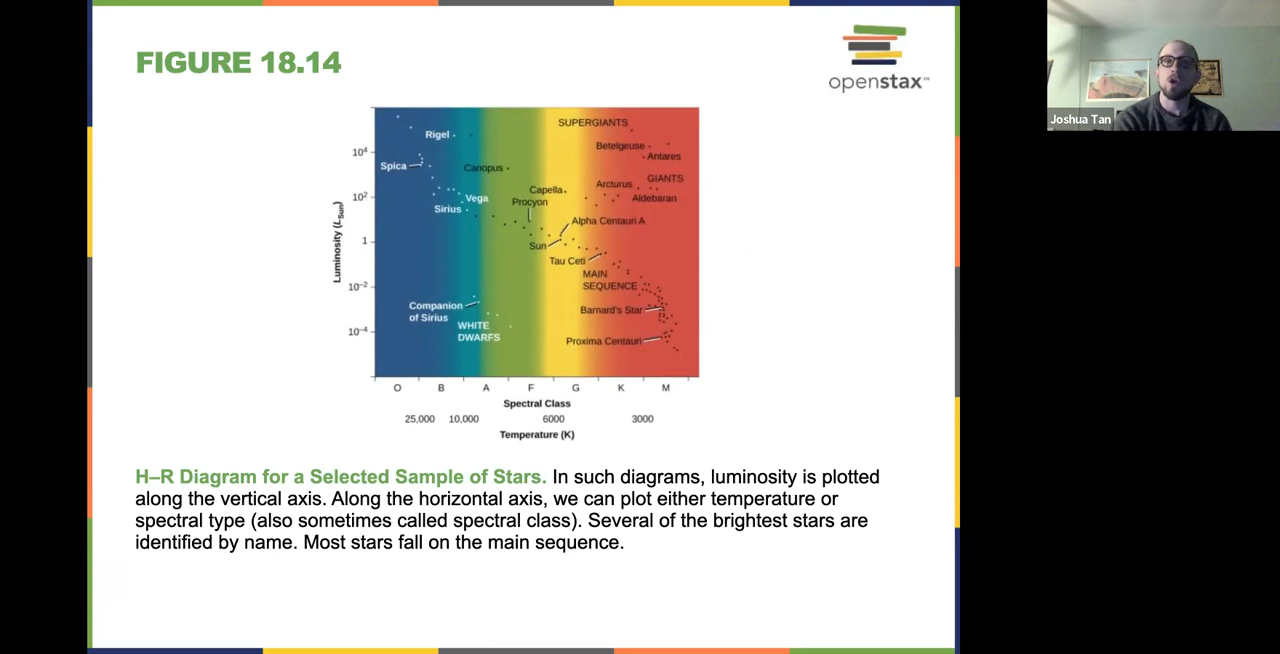 FIGURE 18.14
openstax™
Joshua Tan
SUPERGIANTS
Rigel
Betelgeuse
Antares
10⁴
Spica
Canopus
GIANTS
Arcturus
Capella
Aldebaran
10²
Vega
Procyon
Sirius
Alpha Centauri A
Luminosity (LSun)
1
Sun
Tau Ceti
MAIN
SEQUENCE
10⁻²
Companion
of Sirius
Barnard's Star
WHITE
DWARFS
10⁻⁴
Proxima Centauri
O B A F G K M
Spectral Class
25,000 10,000 6000 3000
Temperature (K)
H–R Diagram for a Selected Sample of Stars. In such diagrams, luminosity is plotted
along the vertical axis. Along the horizontal axis, we can plot either temperature or
spectral type (also sometimes called spectral class). Several of the brightest stars are
identified by name. Most stars fall on the main sequence.